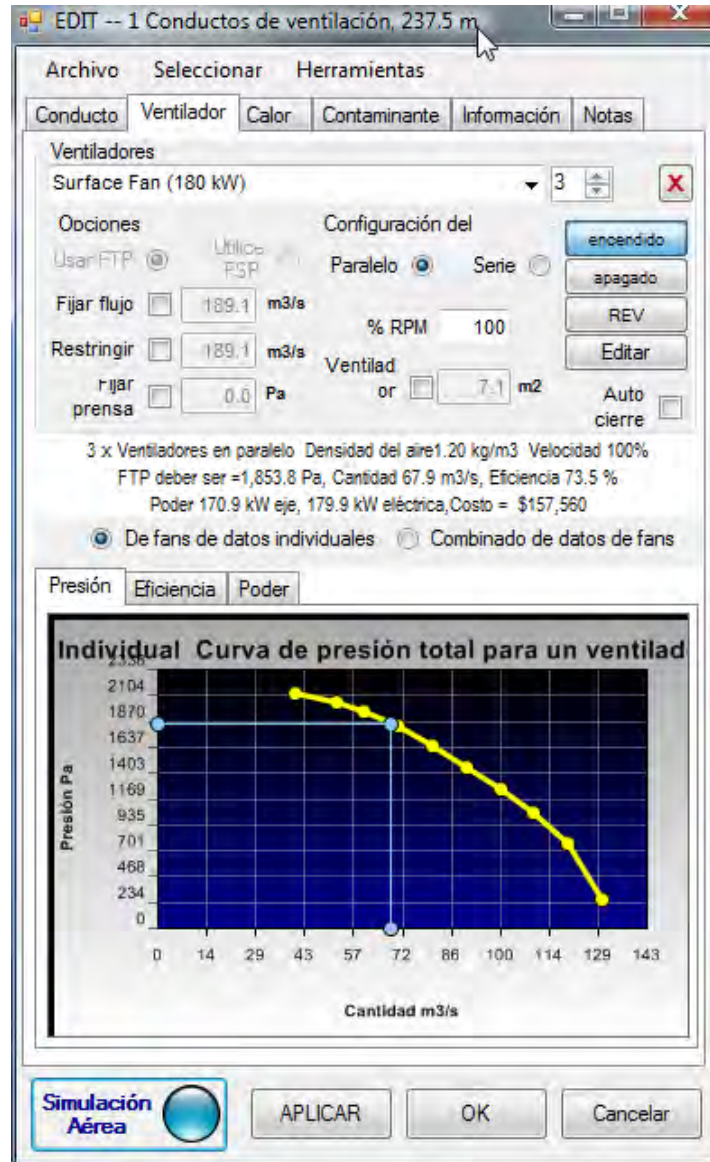 EDIT -- 1 Conductos de ventilación, 237.5 m
Archivo Seleccionar Herramientas
Conducto Ventilador Calor Contaminante Información Notas
Ventiladores
Surface Fan (180 kW) 3 X
Opciones Configuración del
Usar FTP Utilice FSP Paralelo Serie encendido
apagado
Fijar flujo 189.1 m3/s % RPM 100 REV
Restringir 189.1 m3/s Ventilad or 7.1 m2 Editar
Fijar prensa 0.0 Pa Auto cierre
3 x Ventiladores en paralelo Densidad del aire1.20 kg/m3 Velocidad 100%
FTP deber ser =1,853.8 Pa, Cantidad 67.9 m3/s, Eficiencia 73.5 %
Poder 170.9 kW eje, 179.9 kW eléctrica,Costo = $157,560
De fans de datos individuales Combinado de datos de fans
Presión Eficiencia Poder
Individual Curva de presión total para un ventilad
2338
2104
1870
1637
1403
1169
935
701
468
234
0
Presión Pa
0 14 29 43 57 72 86 100 114 129 143
Cantidad m3/s
Simulación Aérea APLICAR OK Cancelar